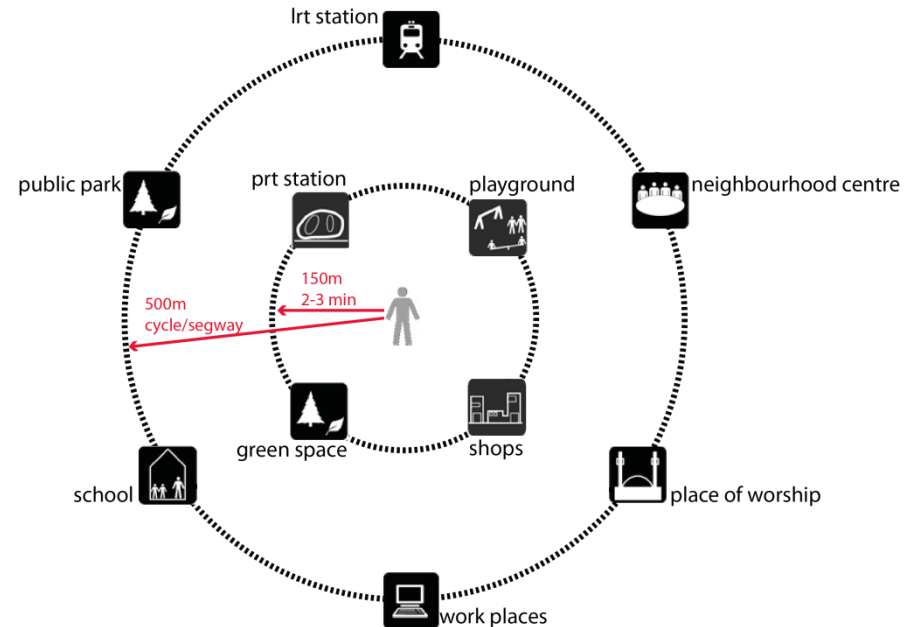 lrt station
public park
prt station
playground
neighbourhood centre
150m
2-3 min
500m
cycle/segway
green space
shops
school
place of worship
work places